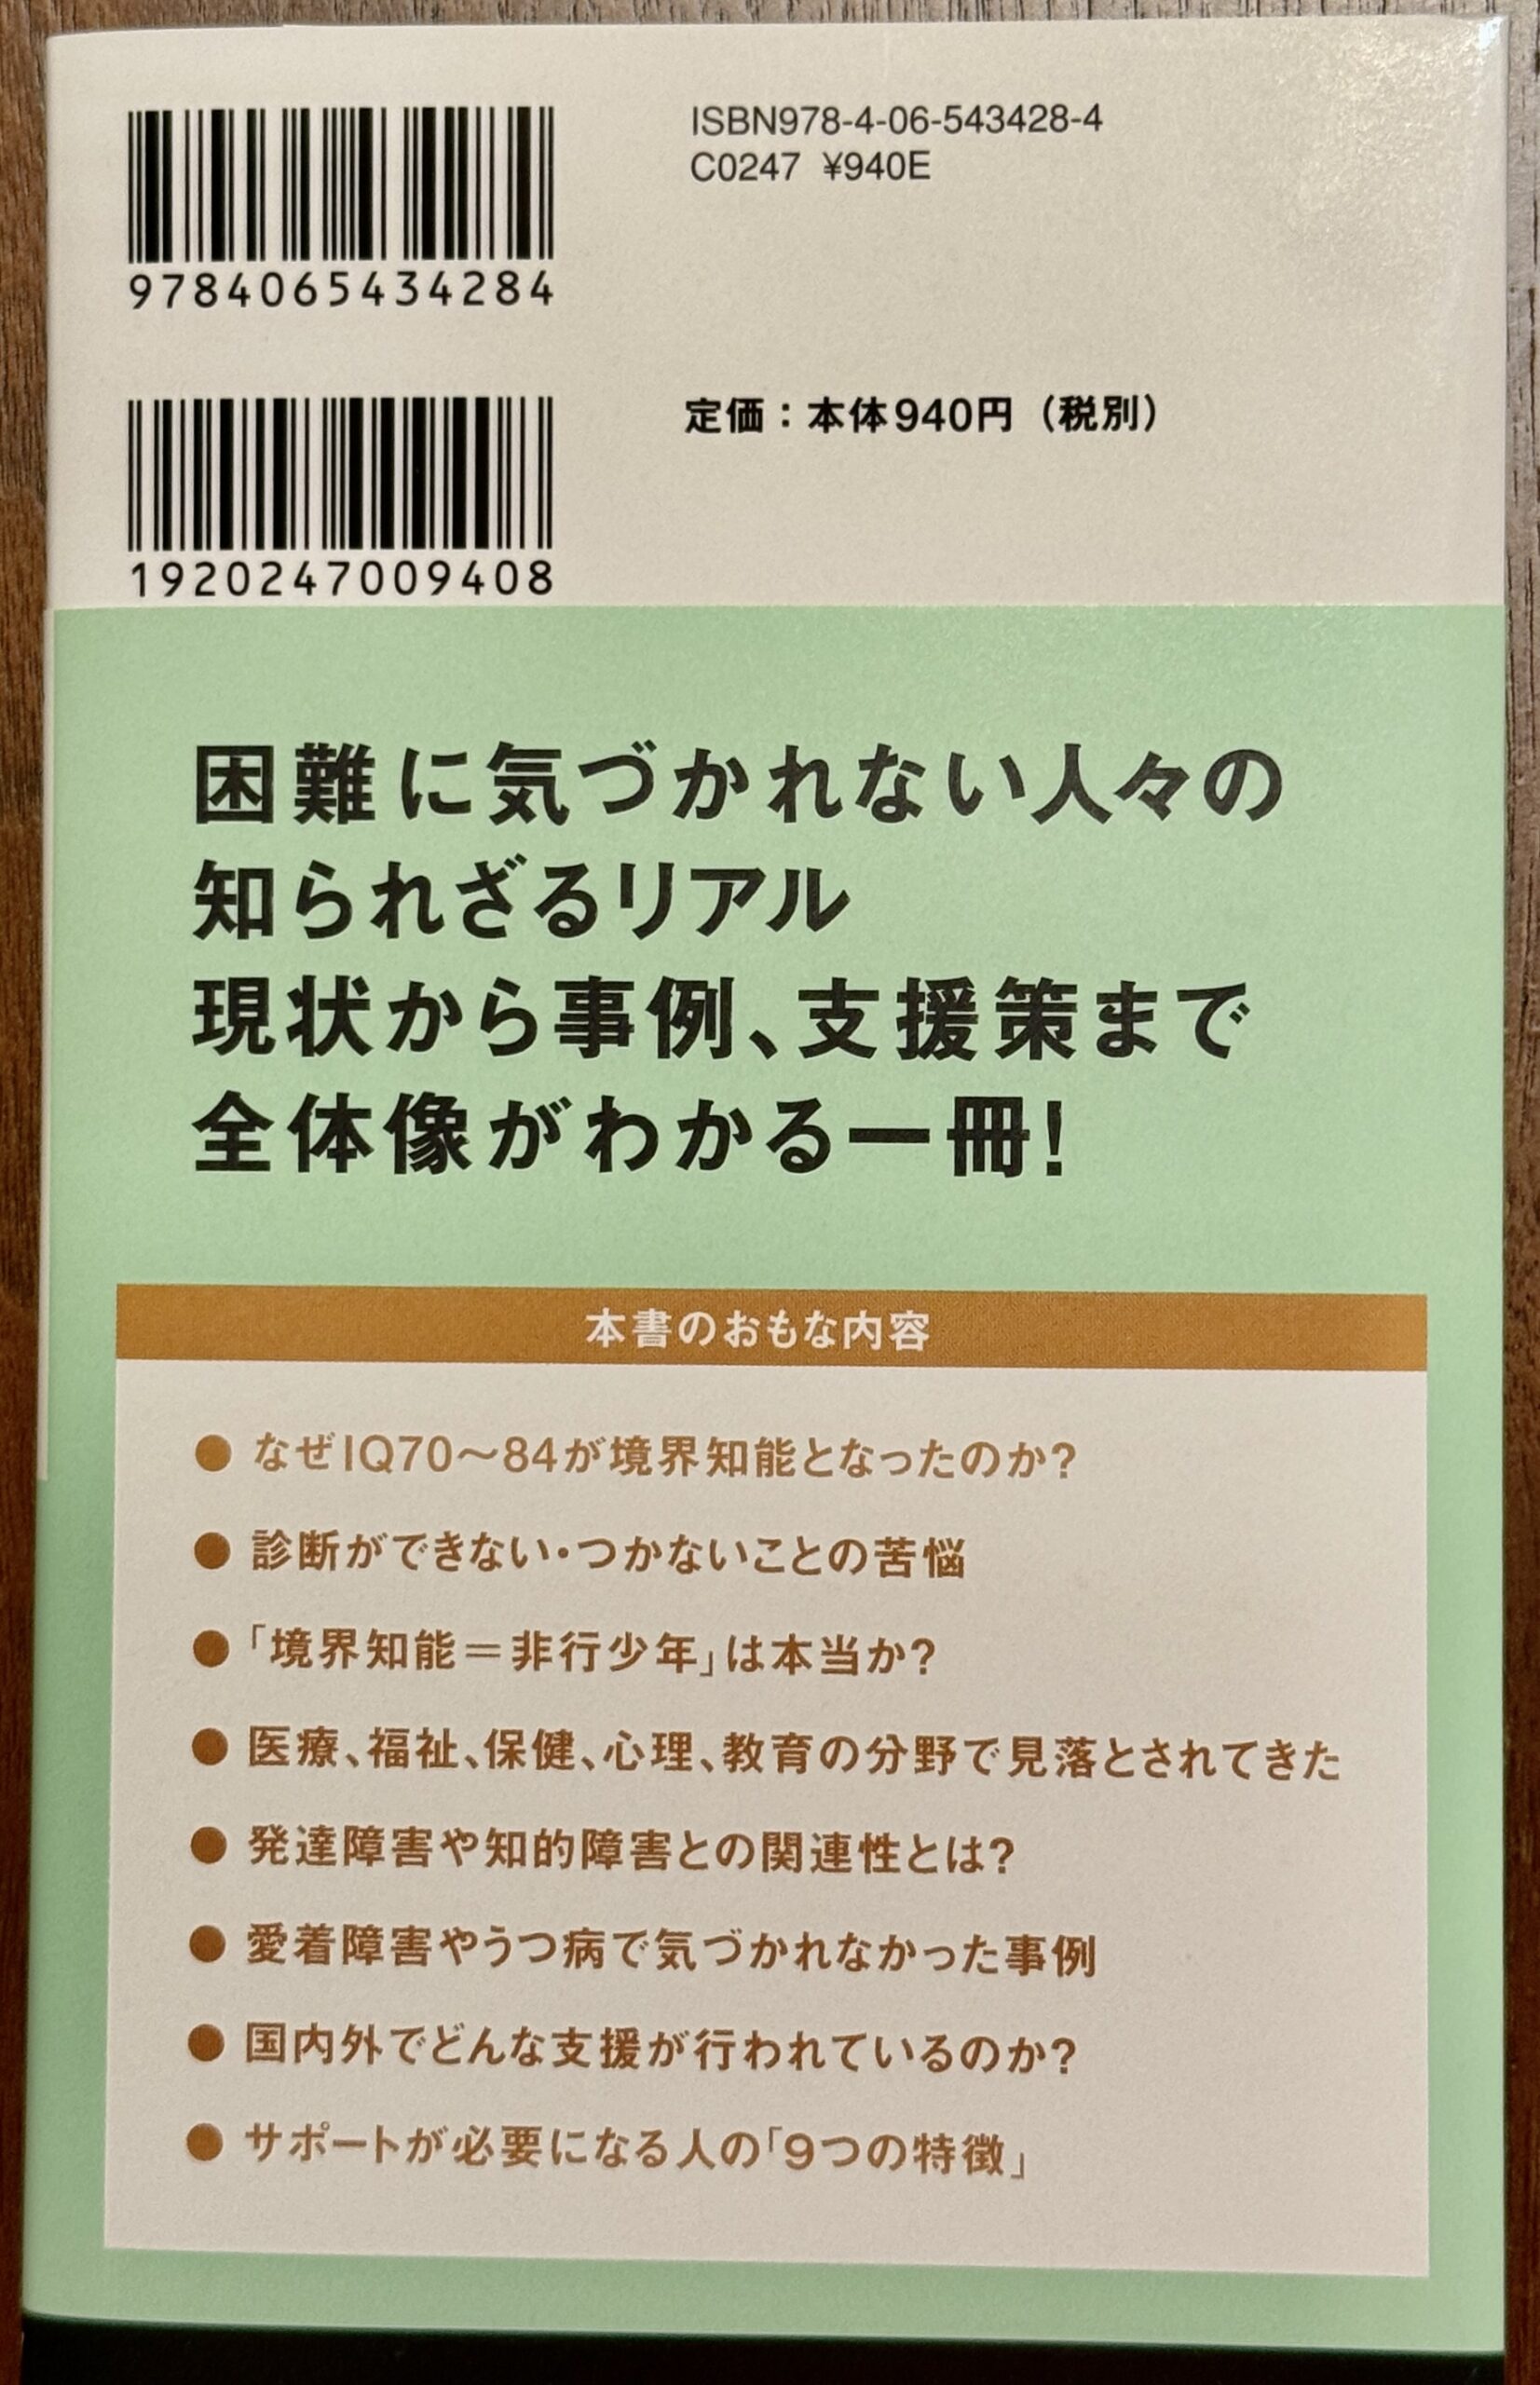 ISBN978-4-06-543428-4
C0247 ¥940E
9784065434284
定価：本体940円（税別）
1920247009408
困難に気づかれない人々の
知られざるリアル
現状から事例、支援策まで
全体像がわかる一冊！
本書のおもな内容
● なぜIQ70〜84が境界知能となったのか？
● 診断ができない・つかないことの苦悩
● 「境界知能＝非行少年」は本当か？
● 医療、福祉、保健、心理、教育の分野で見落とされてきた
● 発達障害や知的障害との関連性とは？
● 愛着障害やうつ病で気づかれなかった事例
● 国内外でどんな支援が行われているのか？
● サポートが必要になる人の「9つの特徴」